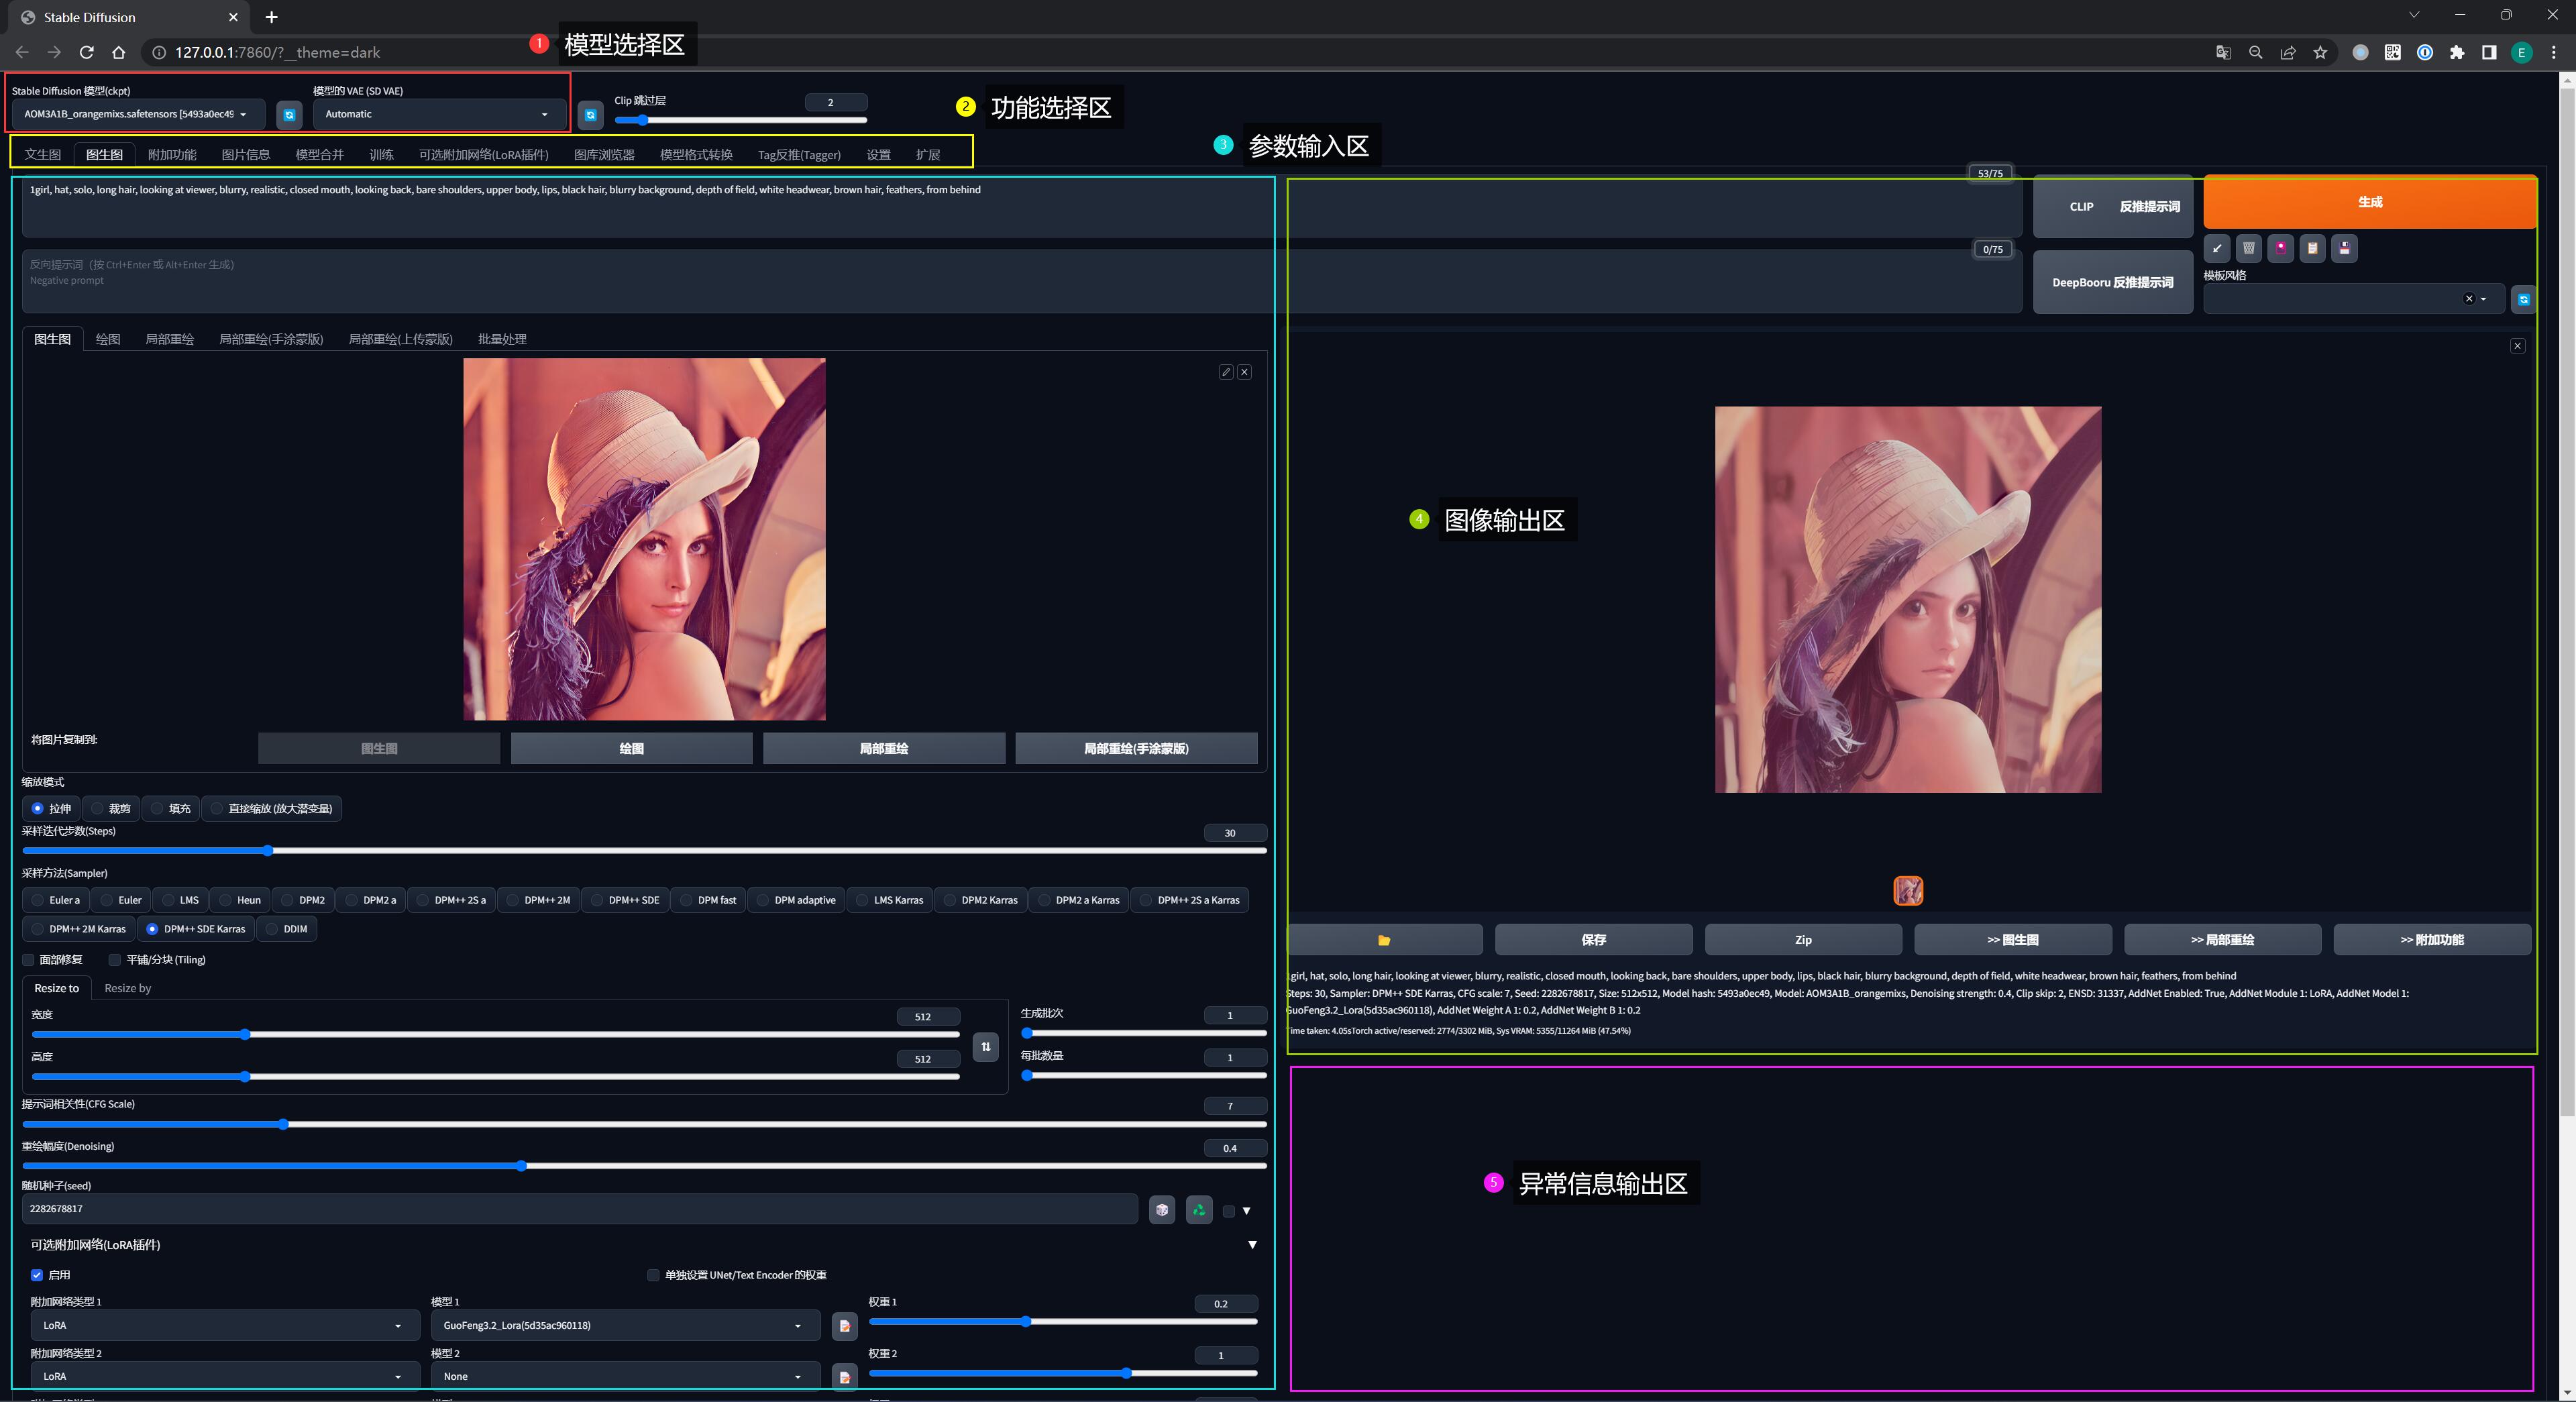 Stable Diffusion
127.0.0.1:7860/?__theme=dark
E
1 模型选择区
Stable Diffusion 模型(ckpt)
模型的 VAE (SD VAE)
Clip 跳过层
2
AOM3A1B_orangemixs.safetensors [5493a0ec49
Automatic
2 功能选择区
文生图 图生图 附加功能 图片信息 模型合并 训练 可选附加网络(LoRA插件) 图库浏览器 模型格式转换 Tag反推(Tagger) 设置 扩展
3 参数输入区
1girl, hat, solo, long hair, looking at viewer, blurry, realistic, closed mouth, looking back, bare shoulders, upper body, lips, black hair, blurry background, depth of field, white headwear, brown hair, feathers, from behind
53/75
CLIP 反推提示词
生成
反向提示词（按 Ctrl+Enter 或 Alt+Enter 生成）
Negative prompt
0/75
DeepBooru 反推提示词
模板风格
图生图 绘图 局部重绘 局部重绘(手涂蒙版) 局部重绘(上传蒙版) 批量处理
4 图像输出区
将图片复制到:
图生图
绘图
局部重绘
局部重绘(手涂蒙版)
缩放模式
拉伸 裁剪 填充 直接缩放 (放大潜变量)
采样迭代步数(Steps)
30
采样方法(Sampler)
Euler a Euler LMS Heun DPM2 DPM2 a DPM++ 2S a DPM++ 2M DPM++ SDE DPM fast DPM adaptive LMS Karras DPM2 Karras DPM2 a Karras DPM++ 2S a Karras
DPM++ 2M Karras DPM++ SDE Karras DDIM
面部修复 平铺/分块 (Tiling)
Resize to Resize by
宽度
512
高度
512
生成批次
1
每批数量
1
提示词相关性(CFG Scale)
7
重绘幅度(Denoising)
0.4
随机种子(seed)
2282678817
可选附加网络(LoRA插件)
启用
单独设置 UNet/Text Encoder 的权重
附加网络类型 1
模型 1
权重 1
0.2
LoRA
GuoFeng3.2_Lora(5d35ac960118)
附加网络类型 2
模型 2
权重 2
1
LoRA
None
保存
Zip
>> 图生图
>> 局部重绘
>> 附加功能
girl, hat, solo, long hair, looking at viewer, blurry, realistic, closed mouth, looking back, bare shoulders, upper body, lips, black hair, blurry background, depth of field, white headwear, brown hair, feathers, from behind
Steps: 30, Sampler: DPM++ SDE Karras, CFG scale: 7, Seed: 2282678817, Size: 512x512, Model hash: 5493a0ec49, Model: AOM3A1B_orangemixs, Denoising strength: 0.4, Clip skip: 2, ENSD: 31337, AddNet Enabled: True, AddNet Module 1: LoRA, AddNet Model 1:
GuoFeng3.2_Lora(5d35ac960118), AddNet Weight A 1: 0.2, AddNet Weight B 1: 0.2
Time taken: 4.05sTorch active/reserved: 2774/3302 MiB, Sys VRAM: 5355/11264 MiB (47.54%)
5 异常信息输出区